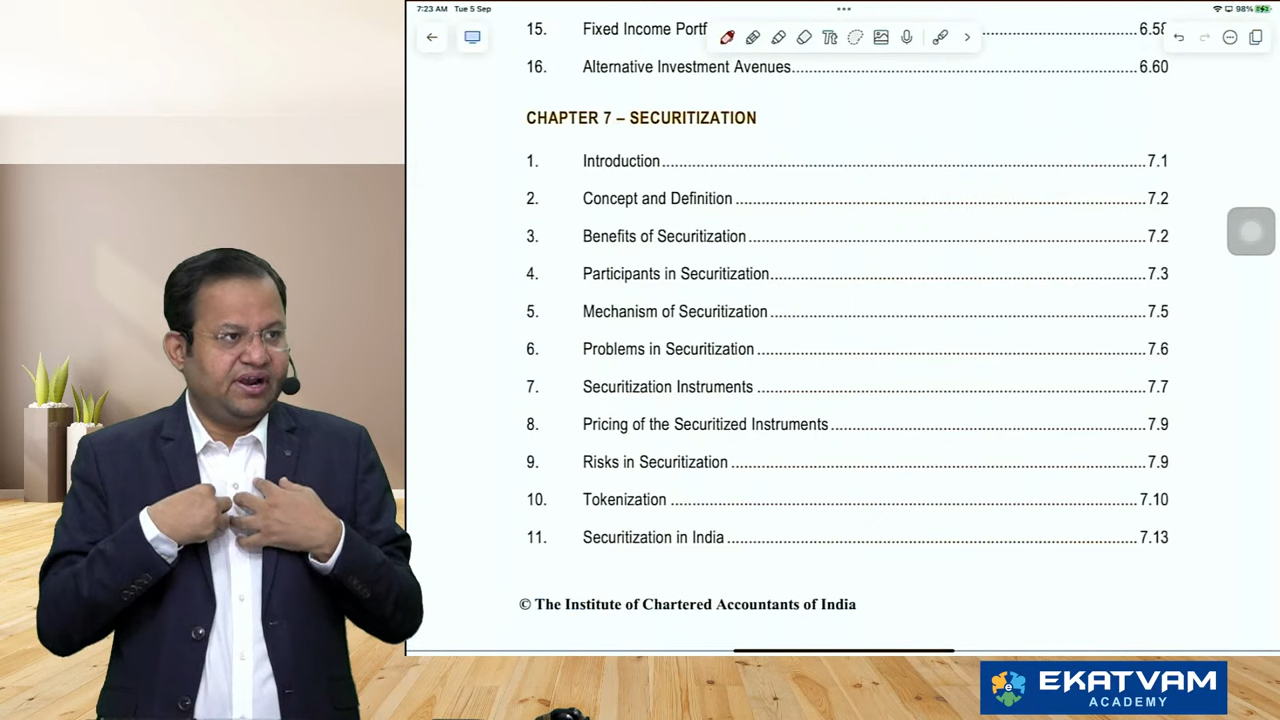 7:23 AM Tue 5 Sep
98%
15. Fixed Income Portf 6.58
16. Alternative Investment Avenues 6.60
CHAPTER 7 – SECURITIZATION
1. Introduction 7.1
2. Concept and Definition 7.2
3. Benefits of Securitization 7.2
4. Participants in Securitization 7.3
5. Mechanism of Securitization 7.5
6. Problems in Securitization 7.6
7. Securitization Instruments 7.7
8. Pricing of the Securitized Instruments 7.9
9. Risks in Securitization 7.9
10. Tokenization 7.10
11. Securitization in India 7.13
© The Institute of Chartered Accountants of India
EKATVAM
ACADEMY